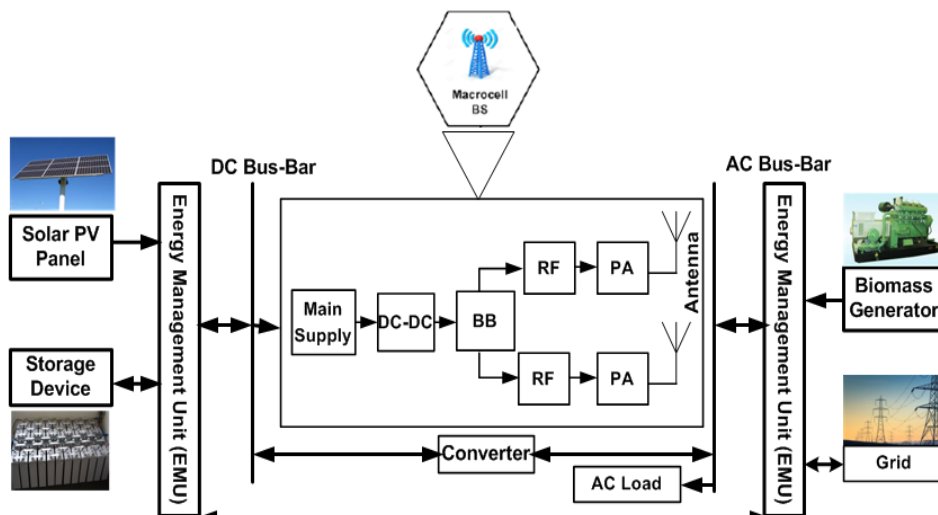 Macrocell
BS
DC Bus-Bar
AC Bus-Bar
Solar PV
Panel
Storage
Device
Energy Management Unit (EMU)
Main
Supply
DC-DC
BB
RF
PA
RF
PA
Antenna
Converter
AC Load
Energy Management Unit (EMU)
Biomass
Generator
Grid